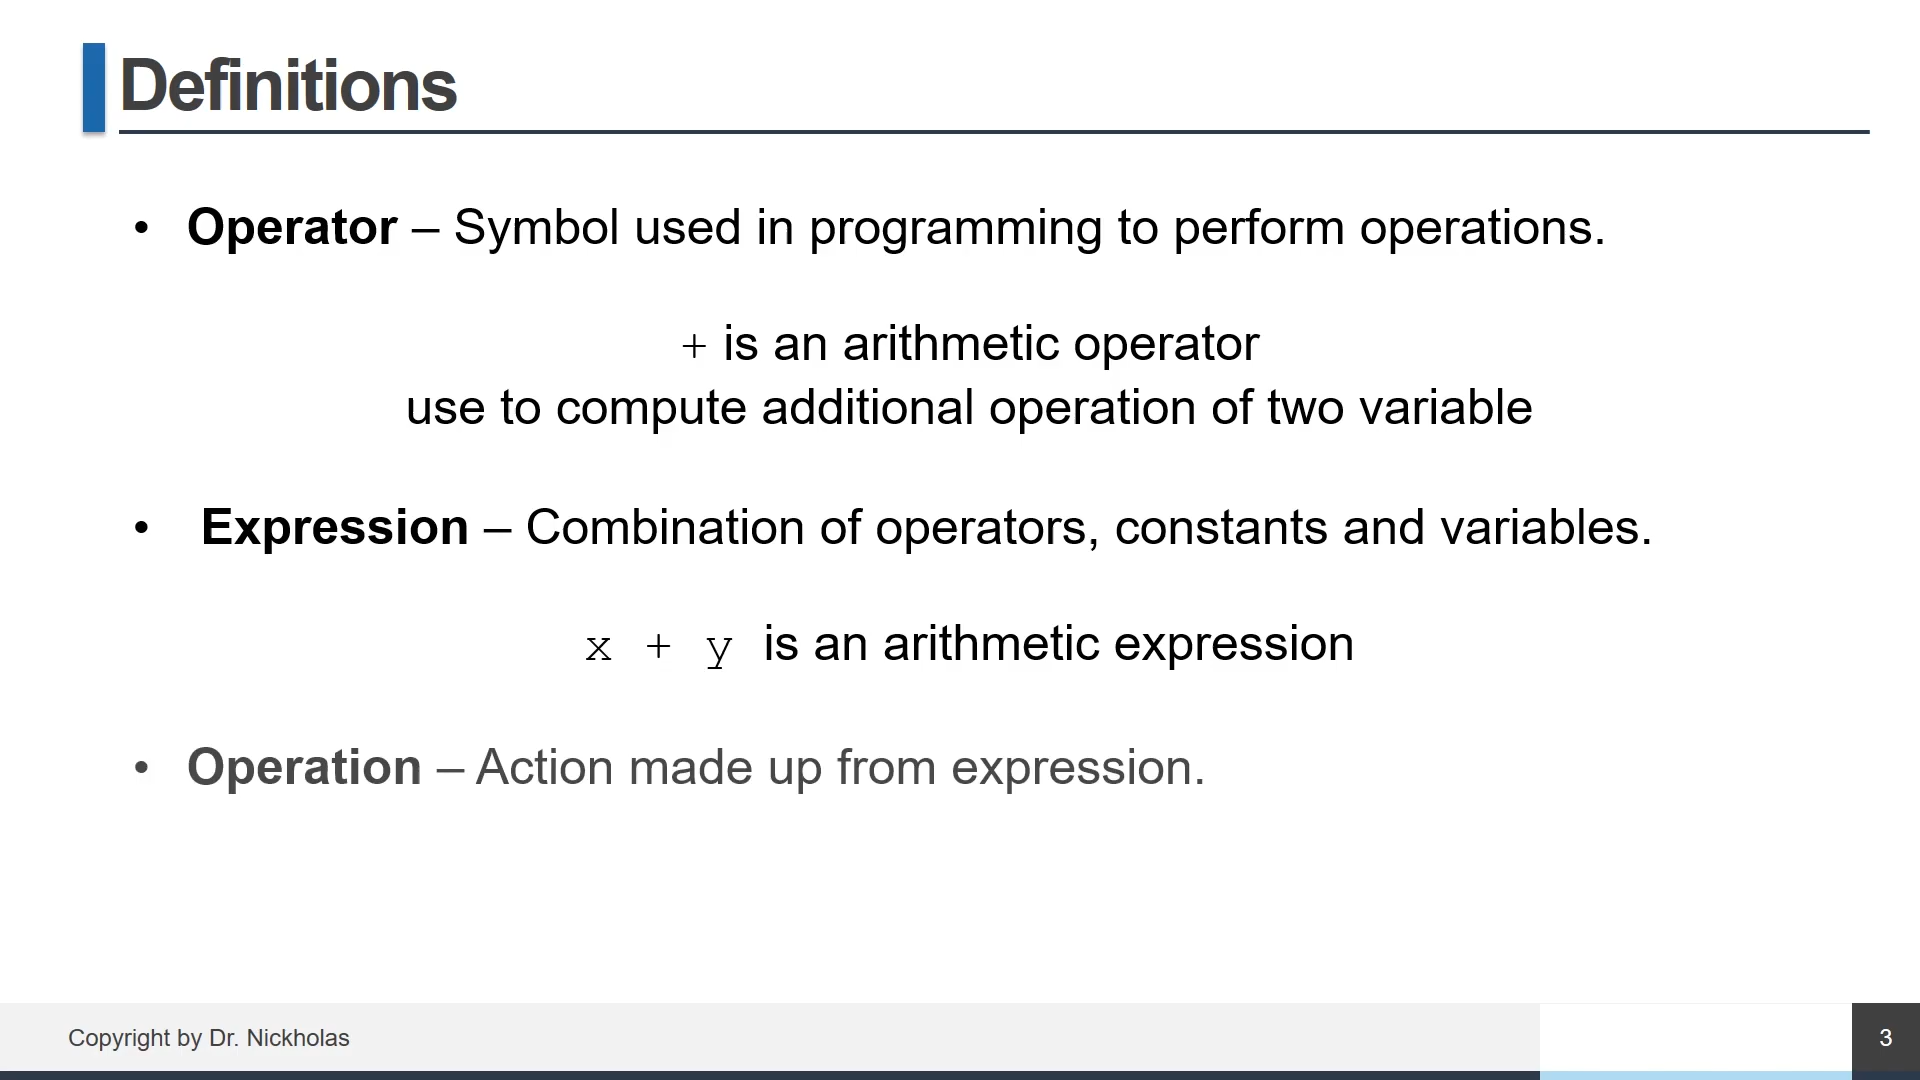 Definitions
• Operator – Symbol used in programming to perform operations.
+ is an arithmetic operator
use to compute additional operation of two variable
• Expression – Combination of operators, constants and variables.
x + y is an arithmetic expression
• Operation – Action made up from expression.
Copyright by Dr. Nickholas
3